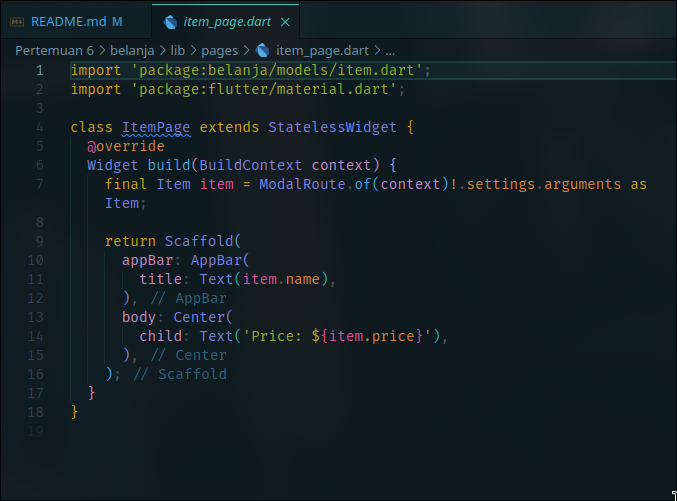 README.md M
item_page.dart ×
Pertemuan 6 > belanja > lib > pages > item_page.dart > ...
1 import 'package:belanja/models/item.dart';
2 import 'package:flutter/material.dart';
3
4 class ItemPage extends StatelessWidget {
5 @override
6 Widget build(BuildContext context) {
7 final Item item = ModalRoute.of(context)!.settings.arguments as
Item;
8
9 return Scaffold(
10 appBar: AppBar(
11 title: Text(item.name),
12 ), // AppBar
13 body: Center(
14 child: Text('Price: ${item.price}'),
15 ), // Center
16 ); // Scaffold
17 }
18 }
19